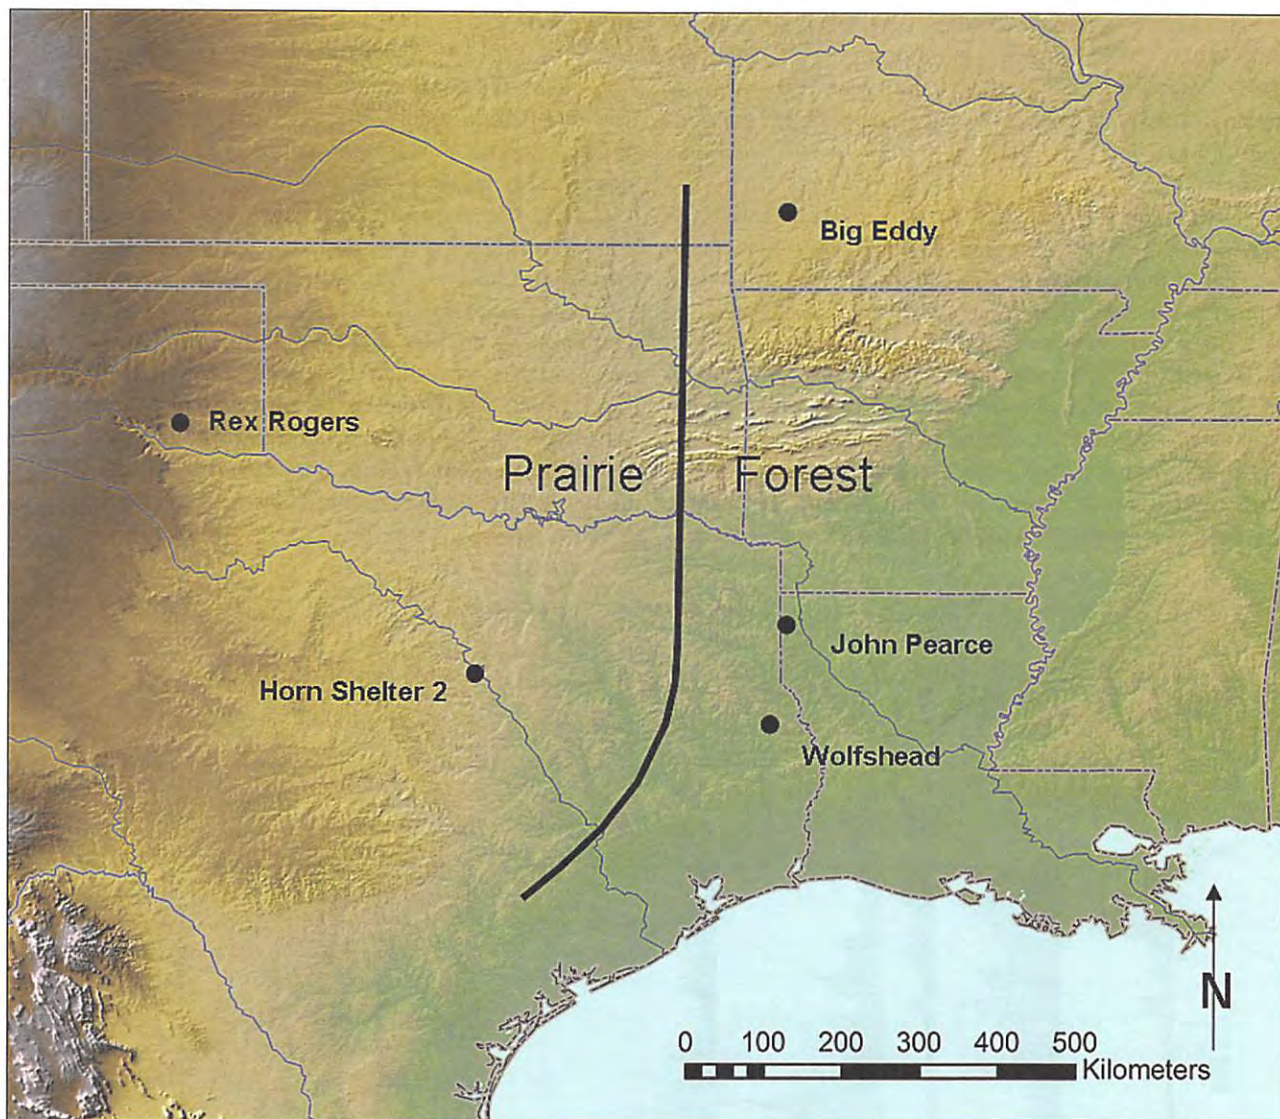 Big Eddy
Rex Rogers
Prairie
Forest
John Pearce
Horn Shelter 2
Wolfshead
N
0 100 200 300 400 500
Kilometers